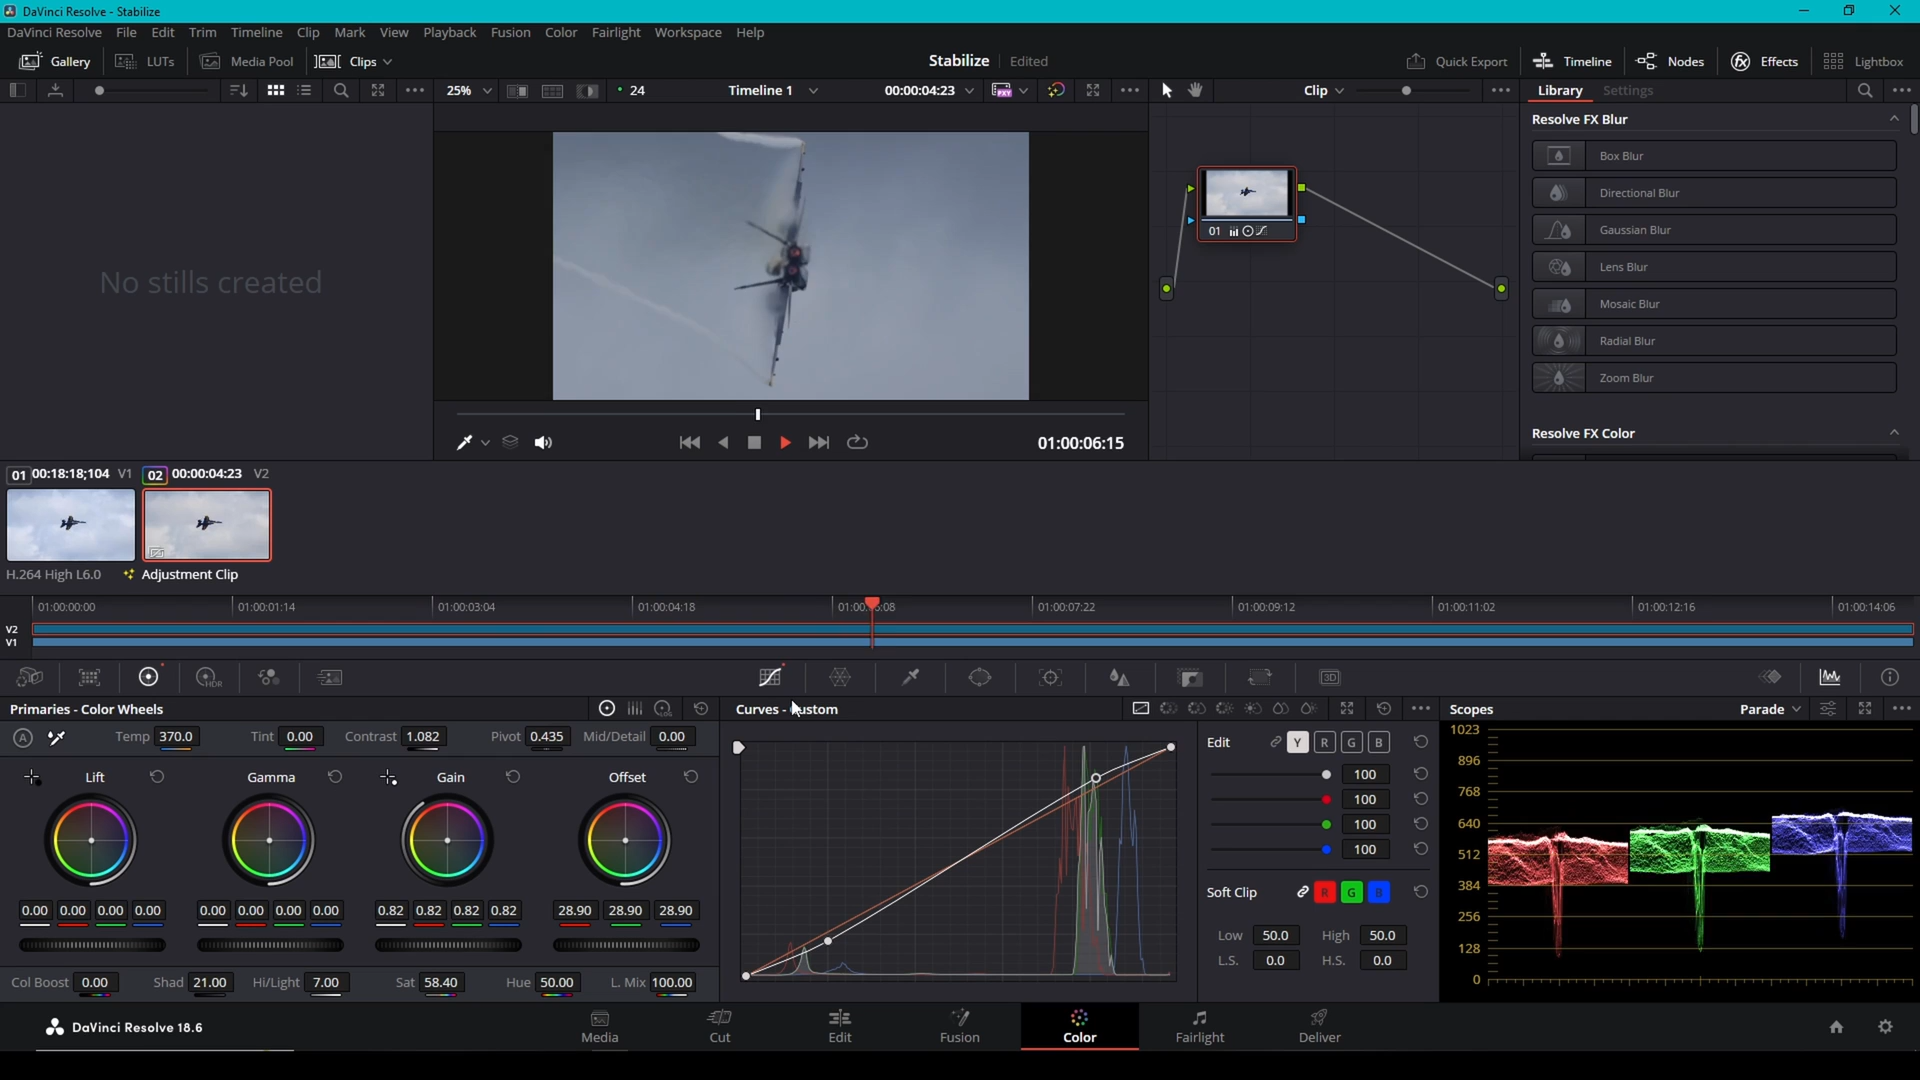 DaVinci Resolve - Stabilize
DaVinci Resolve File Edit Trim Timeline Clip Mark View Playback Fusion Color Fairlight Workspace Help
Gallery LUTs Media Pool Clips Stabilize Edited Quick Export Timeline Nodes Effects Lightbox
25% 24 Timeline 1 00:00:04:23 Clip Library Settings
Resolve FX Blur
Box Blur
Directional Blur
Gaussian Blur
Lens Blur
Mosaic Blur
Radial Blur
Zoom Blur
Resolve FX Color
No stills created
01
01:00:06:15
01 00:18:18;104 V1 02 00:00:04:23 V2
H.264 High L6.0 Adjustment Clip
01:00:00:00 01:00:01:14 01:00:03:04 01:00:04:18 01:00:07:22 01:00:09:12 01:00:11:02 01:00:12:16 01:00:14:06
V2
V1
HDR 3D
Primaries - Color Wheels
Temp 370.0 Tint 0.00 Contrast 1.082 Pivot 0.435 Mid/Detail 0.00
Lift Gamma Gain Offset
0.00 0.00 0.00 0.00 0.00 0.00 0.00 0.00 0.82 0.82 0.82 0.82 28.90 28.90 28.90
Col Boost 0.00 Shad 21.00 Hi/Light 7.00 Sat 58.40 Hue 50.00 L. Mix 100.00
Curves - Custom
Edit Y R G B
100
100
100
100
Soft Clip R G B
Low 50.0 High 50.0
L.S. 0.0 H.S. 0.0
Scopes Parade
1023
896
768
640
512
384
256
128
0
DaVinci Resolve 18.6
Media Cut Edit Fusion Color Fairlight Deliver